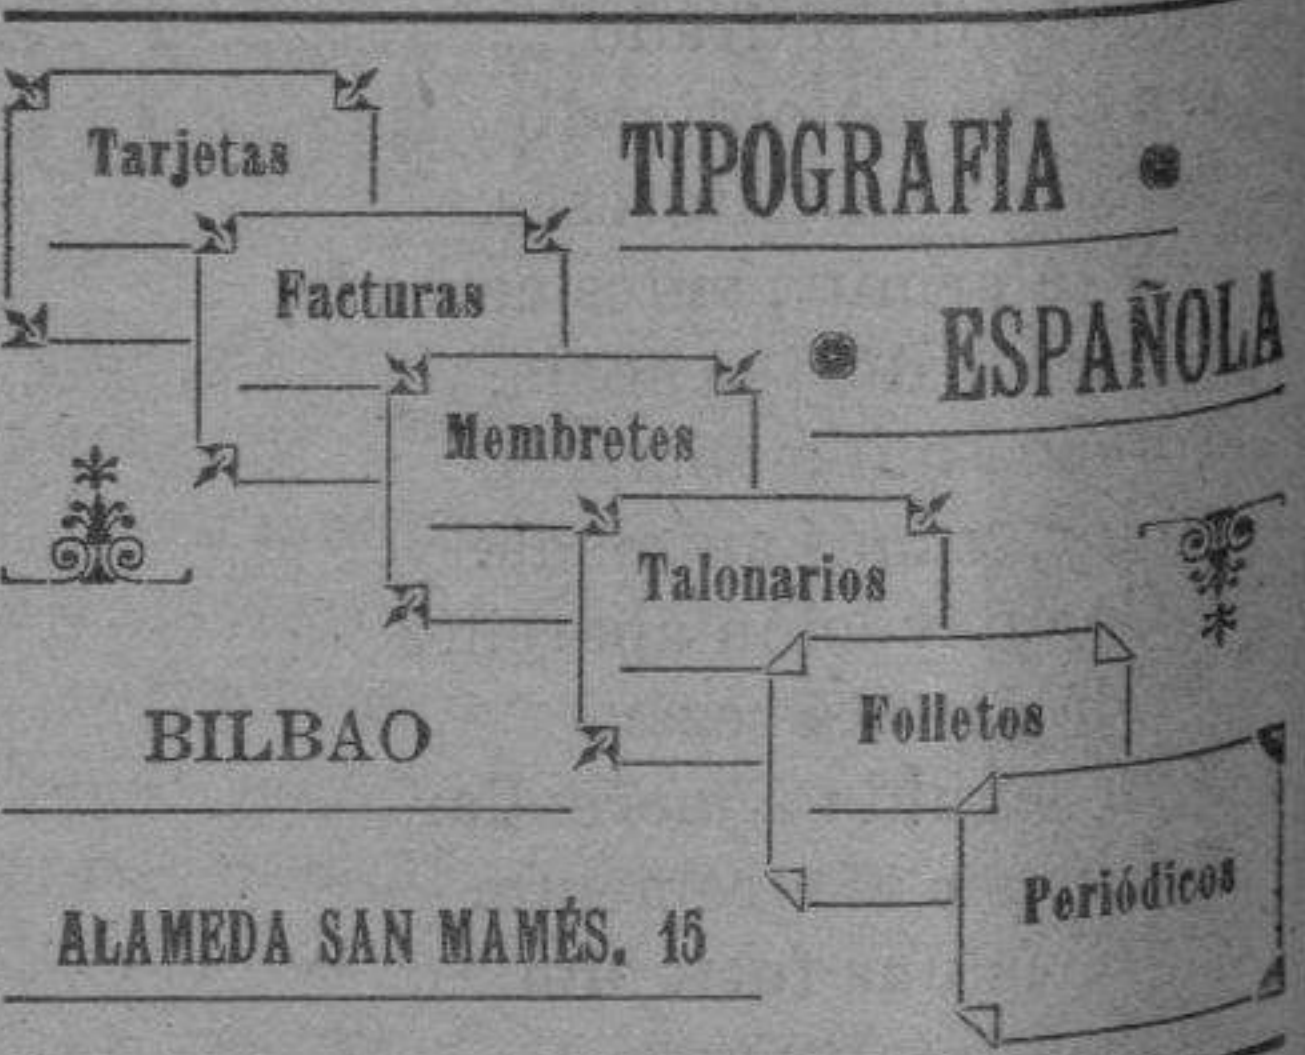 TIPOGRAFÍA
ESPAÑOLA
Tarjetas
Facturas
Membretes
Talonarios
Folletos
Periódicos
BILBAO
ALAMEDA SAN MAMÉS. 15